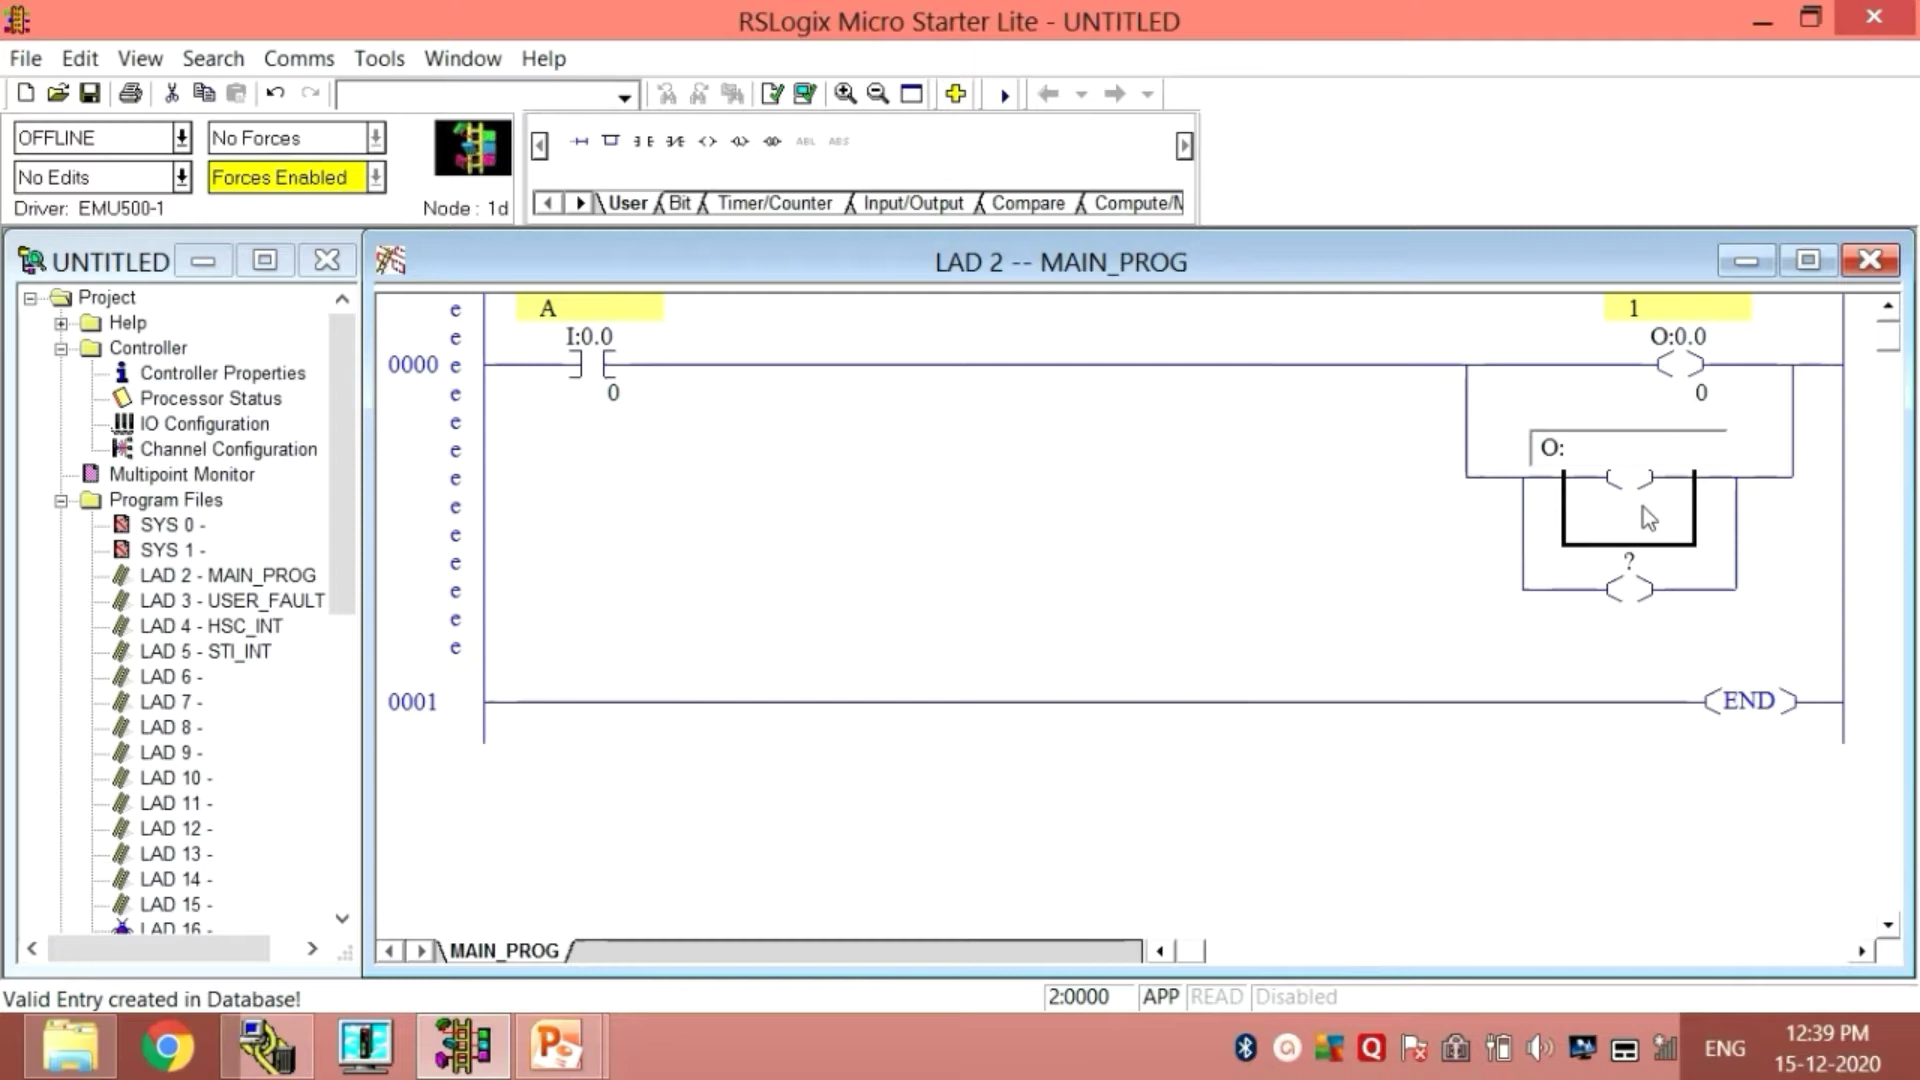 RSLogix Micro Starter Lite - UNTITLED
File Edit View Search Comms Tools Window Help
OFFLINE No Forces
No Edits Forces Enabled
Driver: EMU500-1 Node : 1d
ABL ABS
User Bit Timer/Counter Input/Output Compare Compute/M
UNTITLED
LAD 2 -- MAIN_PROG
Project
Help
Controller
Controller Properties
Processor Status
IO Configuration
Channel Configuration
Multipoint Monitor
Program Files
SYS 0 -
SYS 1 -
LAD 2 - MAIN_PROG
LAD 3 - USER_FAULT
LAD 4 - HSC_INT
LAD 5 - STI_INT
LAD 6 -
LAD 7 -
LAD 8 -
LAD 9 -
LAD 10 -
LAD 11 -
LAD 12 -
LAD 13 -
LAD 14 -
LAD 15 -
LAD 16 -
e A 1
e I:0.0 O:0.0
0000 e
e 0 0
e
e O:
e
e
e
e ?
e
e
e
0001 END
MAIN_PROG
Valid Entry created in Database! 2:0000 APP READ Disabled
ENG 12:39 PM
15-12-2020